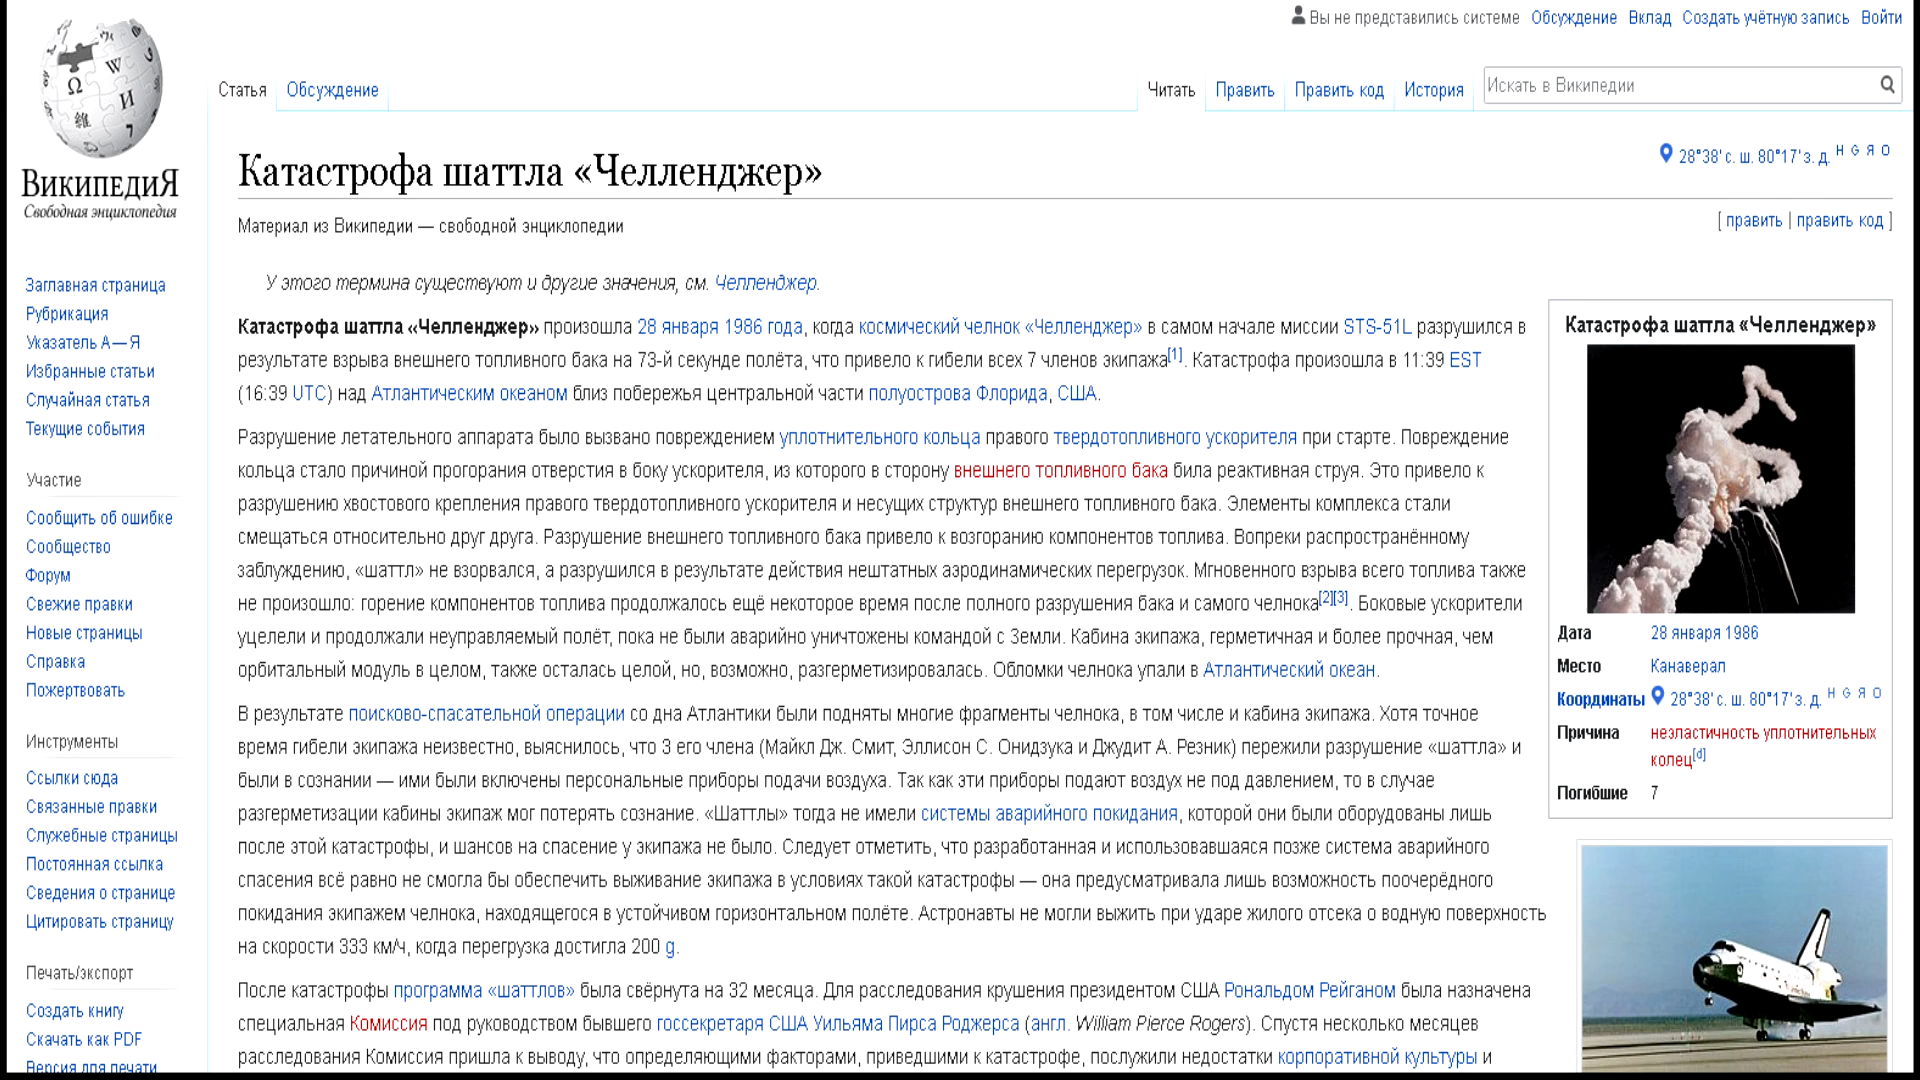 Вы не представились системе Обсуждение Вклад Создать учётную запись Войти
Статья Обсуждение Читать Править Править код История Искать в Википедии
ВикипедиЯ
Свободная энциклопедия
Заглавная страница
Рубрикация
Указатель А — Я
Избранные статьи
Случайная статья
Текущие события
Участие
Сообщить об ошибке
Сообщество
Форум
Свежие правки
Новые страницы
Справка
Пожертвовать
Инструменты
Ссылки сюда
Связанные правки
Служебные страницы
Постоянная ссылка
Сведения о странице
Цитировать страницу
Печать/экспорт
Создать книгу
Скачать как PDF
Версия для печати
Катастрофа шаттла «Челленджер»
28°38′ с. ш. 80°17′ з. д. H G Я O
Материал из Википедии — свободной энциклопедии
[ править | править код ]
У этого термина существуют и другие значения, см. Челленджер.
Катастрофа шаттла «Челленджер» произошла 28 января 1986 года, когда космический челнок «Челленджер» в самом начале миссии STS-51L разрушился в
результате взрыва внешнего топливного бака на 73-й секунде полёта, что привело к гибели всех 7 членов экипажа[1]. Катастрофа произошла в 11:39 EST
(16:39 UTC) над Атлантическим океаном близ побережья центральной части полуострова Флорида, США.
Разрушение летательного аппарата было вызвано повреждением уплотнительного кольца правого твердотопливного ускорителя при старте. Повреждение
кольца стало причиной прогорания отверстия в боку ускорителя, из которого в сторону внешнего топливного бака била реактивная струя. Это привело к
разрушению хвостового крепления правого твердотопливного ускорителя и несущих структур внешнего топливного бака. Элементы комплекса стали
смещаться относительно друг друга. Разрушение внешнего топливного бака привело к возгоранию компонентов топлива. Вопреки распространённому
заблуждению, «шаттл» не взорвался, а разрушился в результате действия нештатных аэродинамических перегрузок. Мгновенного взрыва всего топлива также
не произошло: горение компонентов топлива продолжалось ещё некоторое время после полного разрушения бака и самого челнока[2][3]. Боковые ускорители
уцелели и продолжали неуправляемый полёт, пока не были аварийно уничтожены командой с Земли. Кабина экипажа, герметичная и более прочная, чем
орбитальный модуль в целом, также осталась целой, но, возможно, разгерметизировалась. Обломки челнока упали в Атлантический океан.
В результате поисково-спасательной операции со дна Атлантики были подняты многие фрагменты челнока, в том числе и кабина экипажа. Хотя точное
время гибели экипажа неизвестно, выяснилось, что 3 его члена (Майкл Дж. Смит, Эллисон С. Онидзука и Джудит А. Резник) пережили разрушение «шаттла» и
были в сознании — ими были включены персональные приборы подачи воздуха. Так как эти приборы подают воздух не под давлением, то в случае
разгерметизации кабины экипаж мог потерять сознание. «Шаттлы» тогда не имели системы аварийного покидания, которой они были оборудованы лишь
после этой катастрофы, и шансов на спасение у экипажа не было. Следует отметить, что разработанная и использовавшаяся позже система аварийного
спасения всё равно не смогла бы обеспечить выживание экипажа в условиях такой катастрофы — она предусматривала лишь возможность поочерёдного
покидания экипажем челнока, находящегося в устойчивом горизонтальном полёте. Астронавты не могли выжить при ударе жилого отсека о водную поверхность
на скорости 333 км/ч, когда перегрузка достигла 200 g.
После катастрофы программа «шаттлов» была свёрнута на 32 месяца. Для расследования крушения президентом США Рональдом Рейганом была назначена
специальная Комиссия под руководством бывшего госсекретаря США Уильяма Пирса Роджерса (англ. William Pierce Rogers). Спустя несколько месяцев
расследования Комиссия пришла к выводу, что определяющими факторами, приведшими к катастрофе, послужили недостатки корпоративной культуры и
Катастрофа шаттла «Челленджер»
Дата 28 января 1986
Место Канаверал
Координаты 28°38′ с. ш. 80°17′ з. д. H G Я O
Причина неэластичность уплотнительных
колец[d]
Погибшие 7